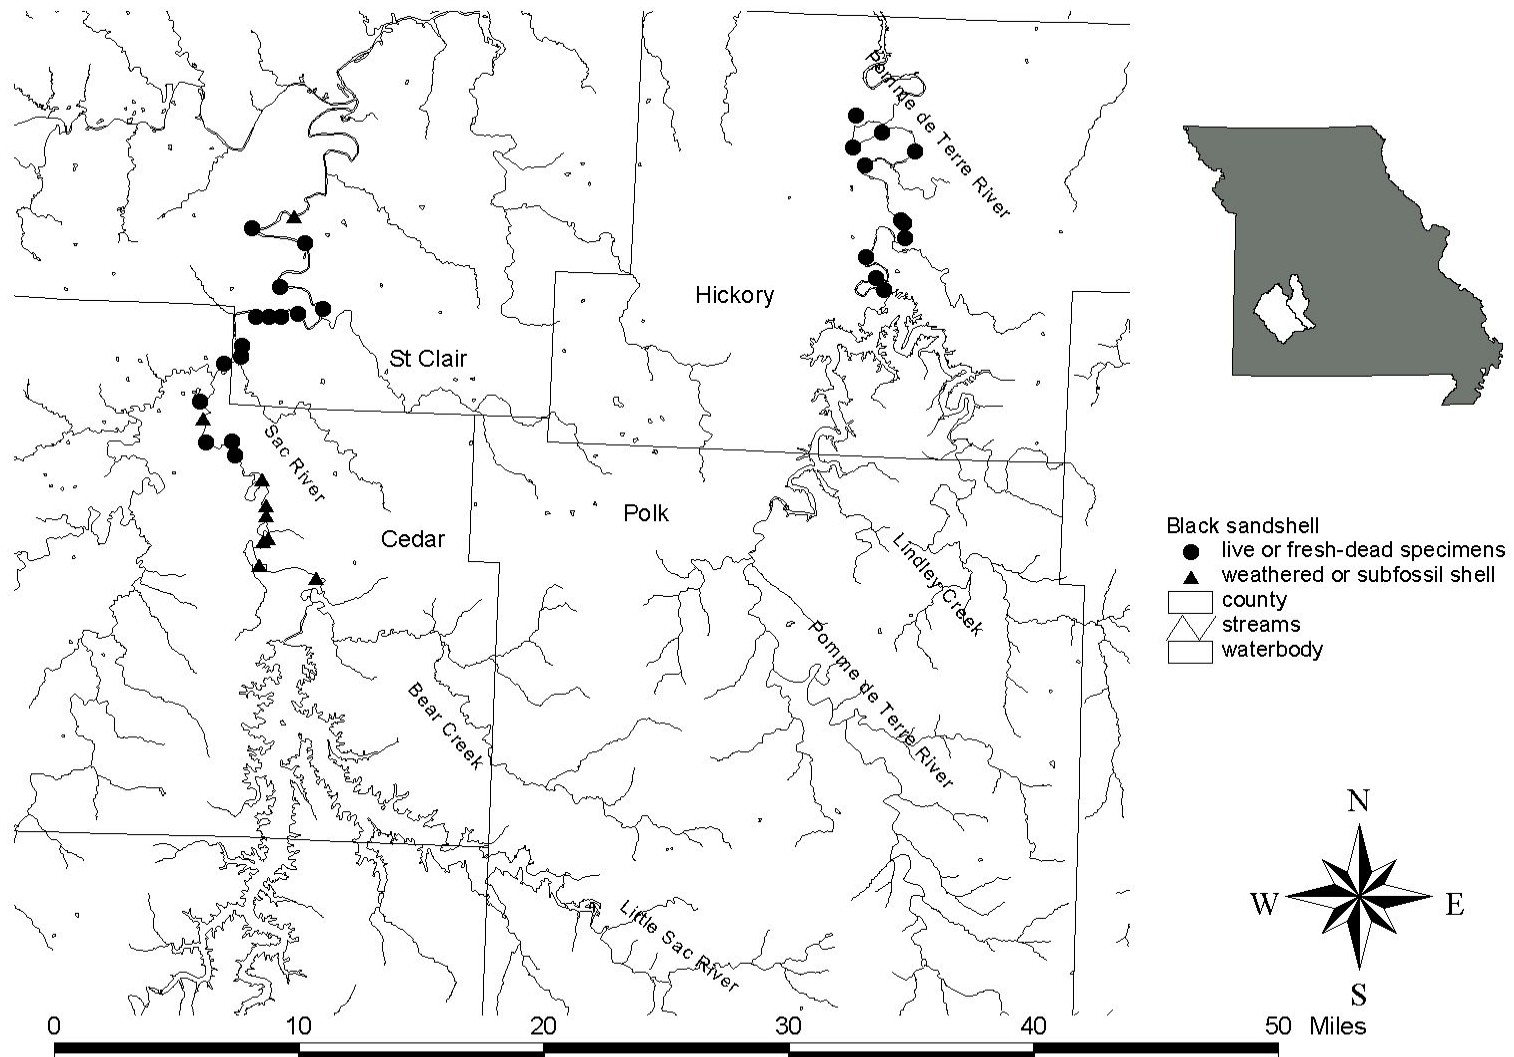 Pomme de Terre River
Hickory
St Clair
Sac River
Cedar
Polk
Lindley Creek
Pomme de Terre River
Bear Creek
Little Sac River
Black sandshell
live or fresh-dead specimens
weathered or subfossil shell
county
streams
waterbody
N
W E
S
0 10 20 30 40 50 Miles